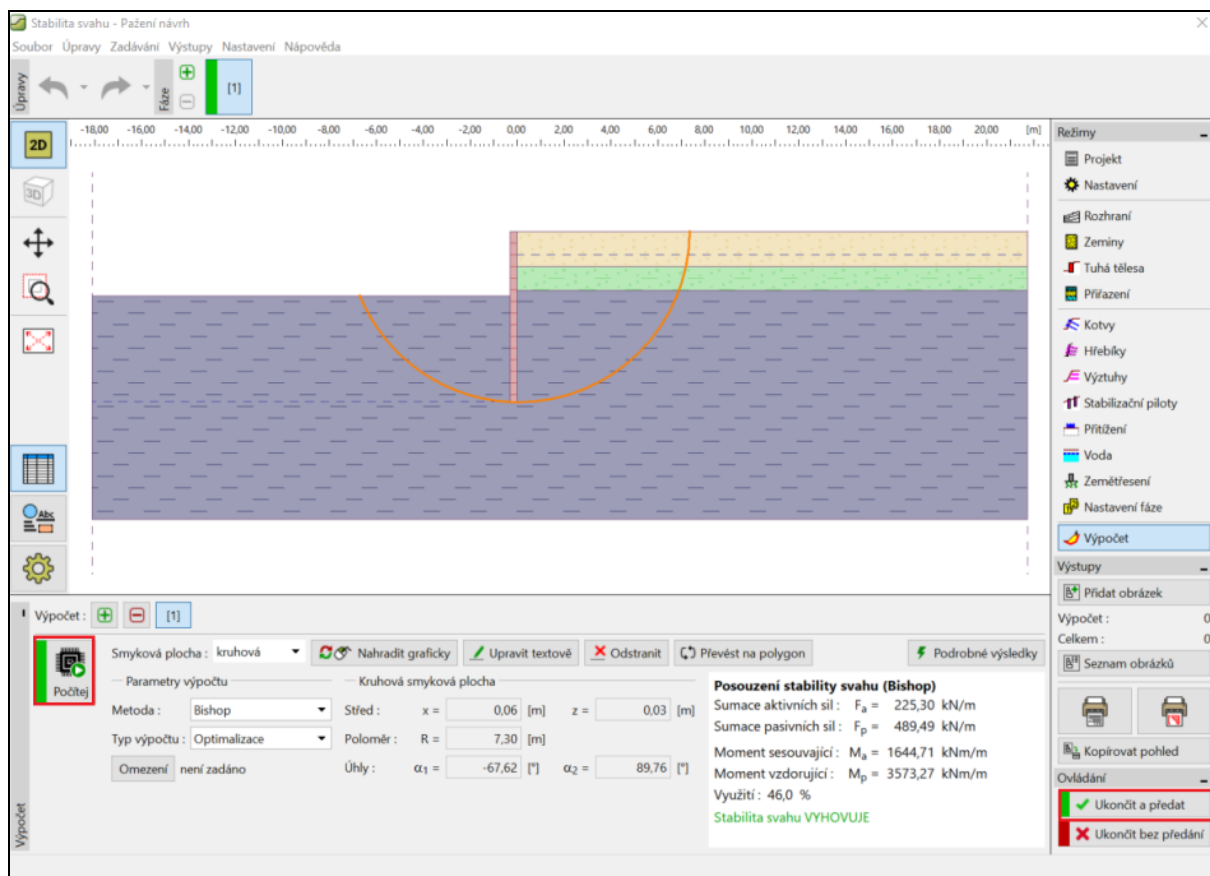 Stabilita svahu - Pažení návrh
Soubor Úpravy Zadávání Výstupy Nastavení Nápověda
Úpravy
Fáze
[1]
-18,00 -16,00 -14,00 -12,00 -10,00 -8,00 -6,00 -4,00 -2,00 0,00 2,00 4,00 6,00 8,00 10,00 12,00 14,00 16,00 18,00 20,00 [m]
2D
3D
Abc
Režimy
Projekt
Nastavení
Rozhraní
Zeminy
Tuhá tělesa
Přiřazení
Kotvy
Hřebíky
Výztuhy
Stabilizační piloty
Přitížení
Voda
Zemětřesení
Nastavení fáze
Výpočet
Výstupy
Přidat obrázek
Výpočet : 0
Celkem : 0
Seznam obrázků
Kopírovat pohled
Ovládání
Ukončit a předat
Ukončit bez předání
Výpočet : [1]
Počítej
Smyková plocha : kruhová Nahradit graficky Upravit textově Odstranit Převést na polygon Podrobné výsledky
Parametry výpočtu
Metoda : Bishop
Typ výpočtu : Optimalizace
Omezení není zadáno
Kruhová smyková plocha
Střed : x = 0,06 [m] z = 0,03 [m]
Poloměr : R = 7,30 [m]
Úhly : α1 = -67,62 [°] α2 = 89,76 [°]
Posouzení stability svahu (Bishop)
Sumace aktivních sil : Fa = 225,30 kN/m
Sumace pasivních sil : Fp = 489,49 kN/m
Moment sesouvající : Ma = 1644,71 kNm/m
Moment vzdorující : Mp = 3573,27 kNm/m
Využití : 46,0 %
Stabilita svahu VYHOVUJE
Výpočet